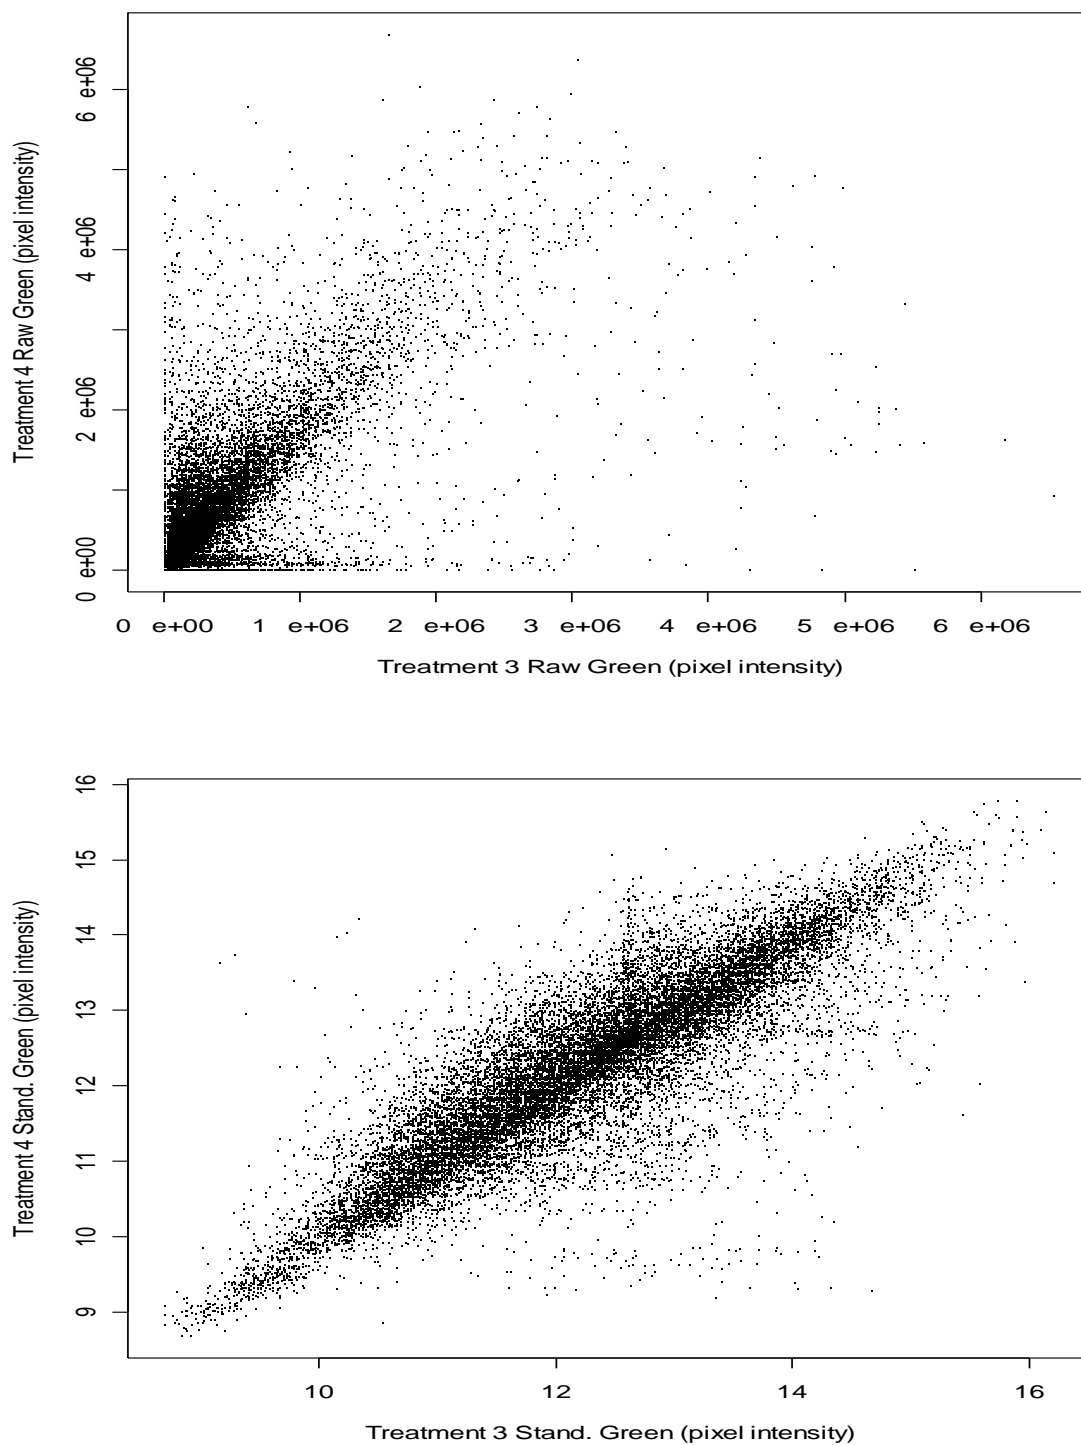 6 e+06
4 e+06
2 e+06
0 e+00
Treatment 4 Raw Green (pixel intensity)
0 e+00 1 e+06 2 e+06 3 e+06 4 e+06 5 e+06 6 e+06
Treatment 3 Raw Green (pixel intensity)
16
15
14
13
12
11
10
9
Treatment 4 Stand. Green (pixel intensity)
10 12 14 16
Treatment 3 Stand. Green (pixel intensity)